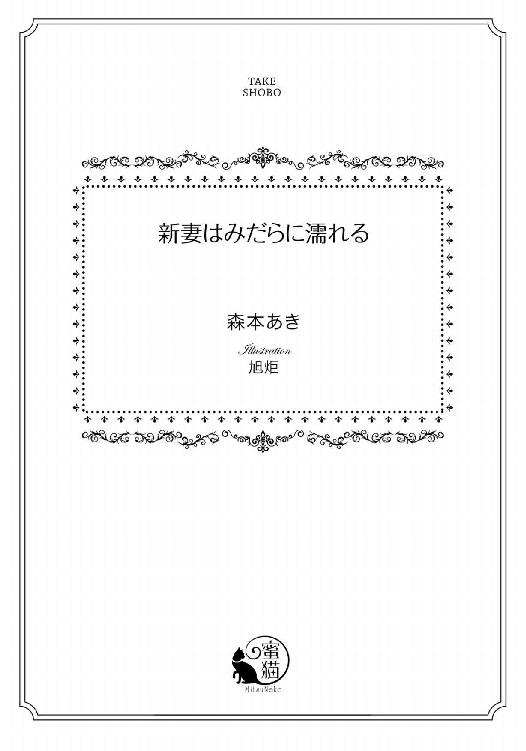 TAKE
SHOBO
新妻はみだらに濡れる
森本あき
Illustration
旭炬
蜜
猫
MitsuNeko